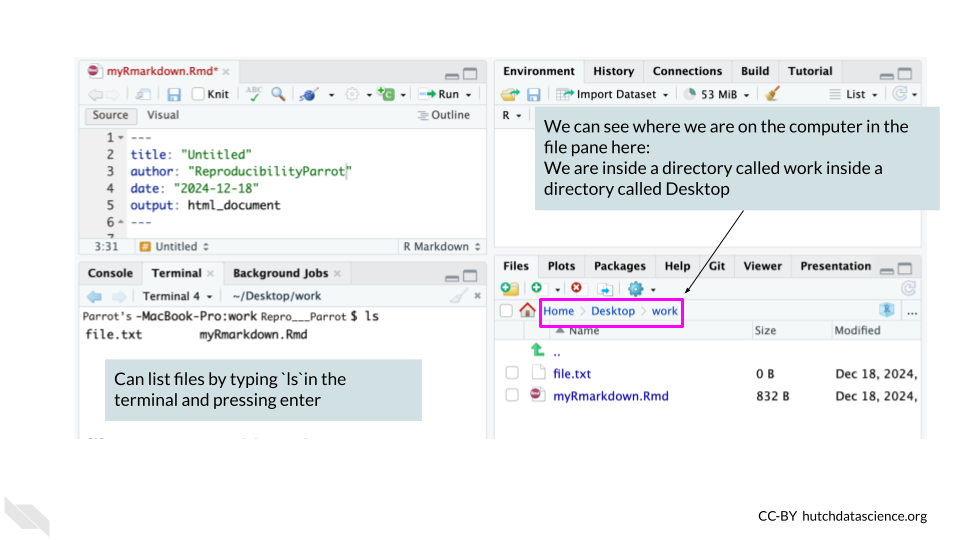 myRmarkdown.Rmd*
Knit
ABC
Run
Source Visual
Outline
1 ---
2 title: "Untitled"
3 author: "ReproducibilityParrot"
4 date: "2024-12-18"
5 output: html_document
6 ---
7
3:31 Untitled R Markdown
Console Terminal Background Jobs
Terminal 4 ~/Desktop/work
Parrot's -MacBook-Pro:work Repro___Parrot $ ls
file.txt myRmarkdown.Rmd
Can list files by typing `ls`in the
terminal and pressing enter
Environment History Connections Build Tutorial
Import Dataset 53 MiB List
R
We can see where we are on the computer in the
file pane here:
We are inside a directory called work inside a
directory called Desktop
Files Plots Packages Help Git Viewer Presentation
Home Desktop work ...
Name Size Modified
..
file.txt 0 B Dec 18, 2024,
myRmarkdown.Rmd 832 B Dec 18, 2024,
CC-BY hutchdatascience.org